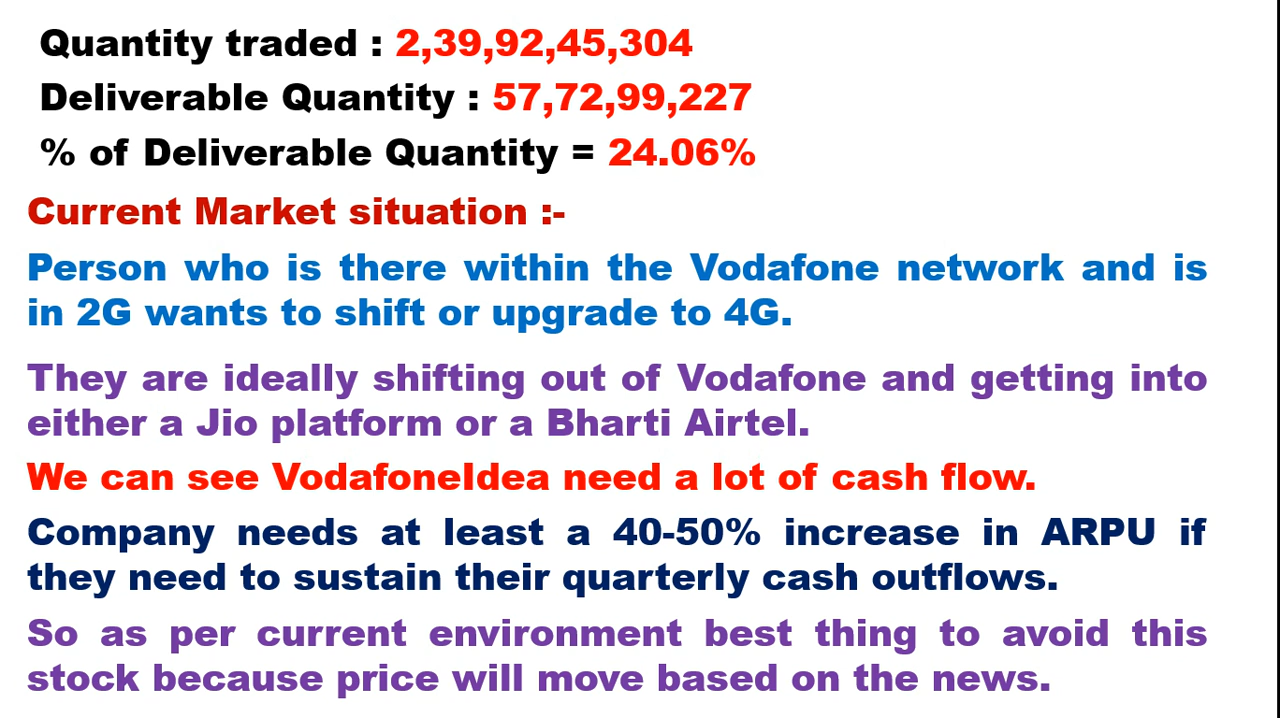 Quantity traded : 2,39,92,45,304
Deliverable Quantity : 57,72,99,227
% of Deliverable Quantity = 24.06%
Current Market situation :-
Person who is there within the Vodafone network and is
in 2G wants to shift or upgrade to 4G.
They are ideally shifting out of Vodafone and getting into
either a Jio platform or a Bharti Airtel.
We can see VodafoneIdea need a lot of cash flow.
Company needs at least a 40-50% increase in ARPU if
they need to sustain their quarterly cash outflows.
So as per current environment best thing to avoid this
stock because price will move based on the news.